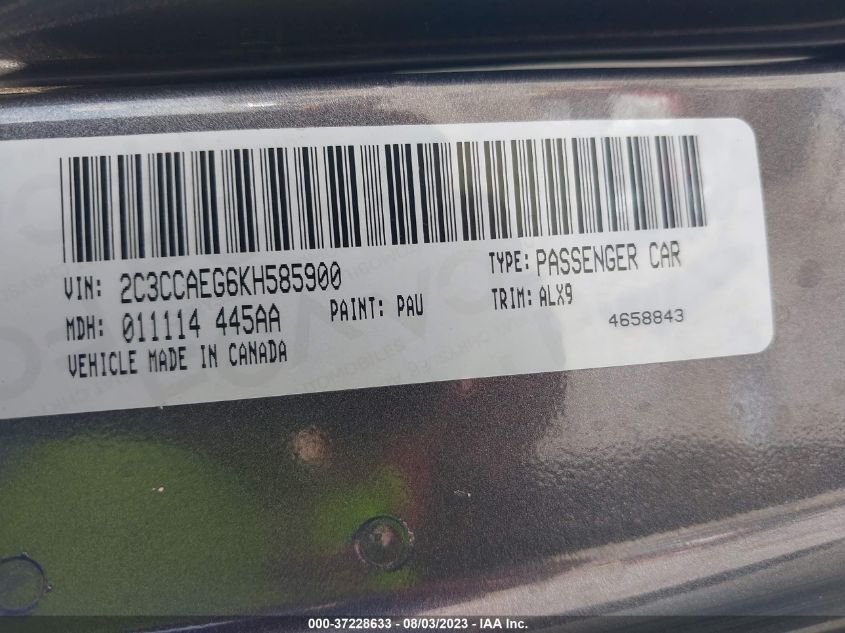 VIN: 2C3CCAEG6KH585900
TYPE: PASSENGER CAR
MDH: 011114 445AA
PAINT: PAU
TRIM: ALX9
VEHICLE MADE IN CANADA
4658843
000-37228633 - 08/03/2023 - IAA Inc.